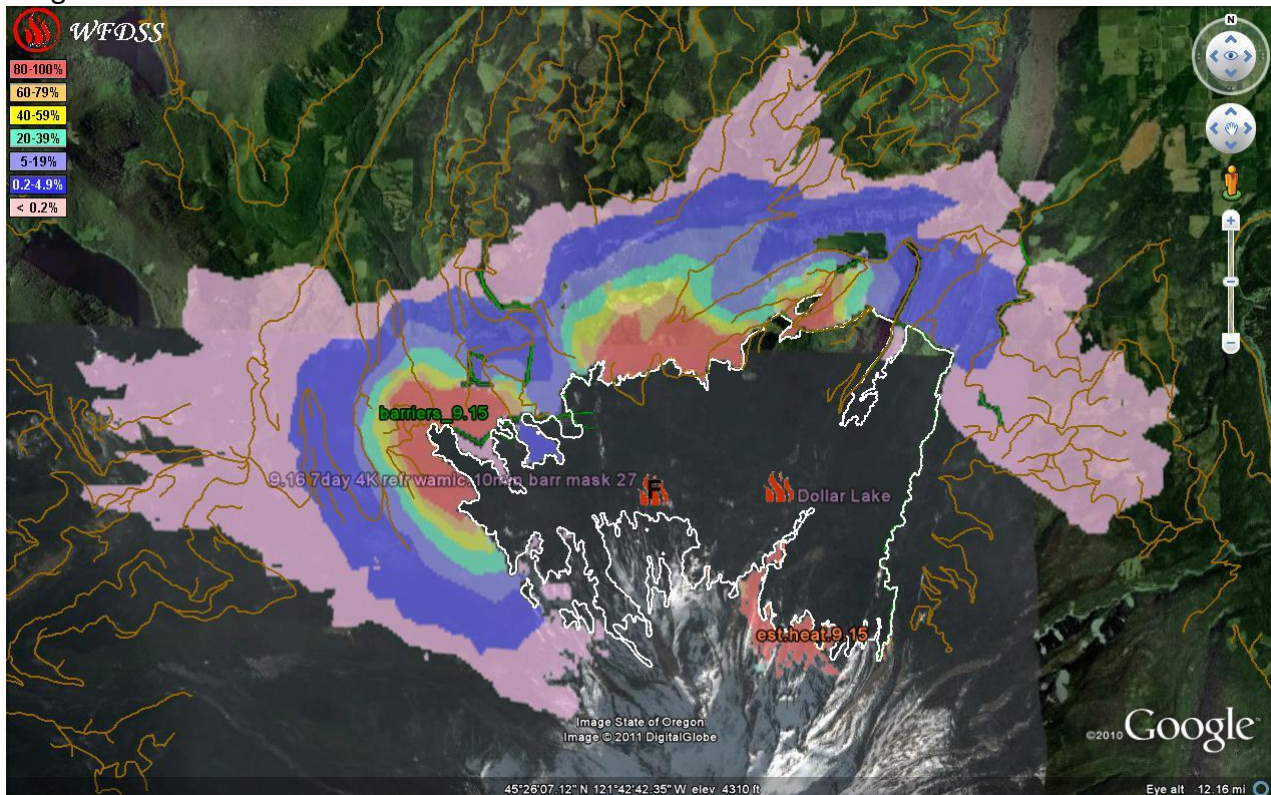 WFDSS
80-100%
60-79%
40-59%
20-39%
5-19%
0.2-4.9%
< 0.2%
N
barriers_9.15
9.16 7day 4K refr wamic 10mm barr mask 27
F
Dollar Lake
est.heat.9.15
Image State of Oregon
Image © 2011 DigitalGlobe
©2010 Google
45°26'07.12" N 121°42'42.35" W elev 4310 ft
Eye alt 12.16 mi